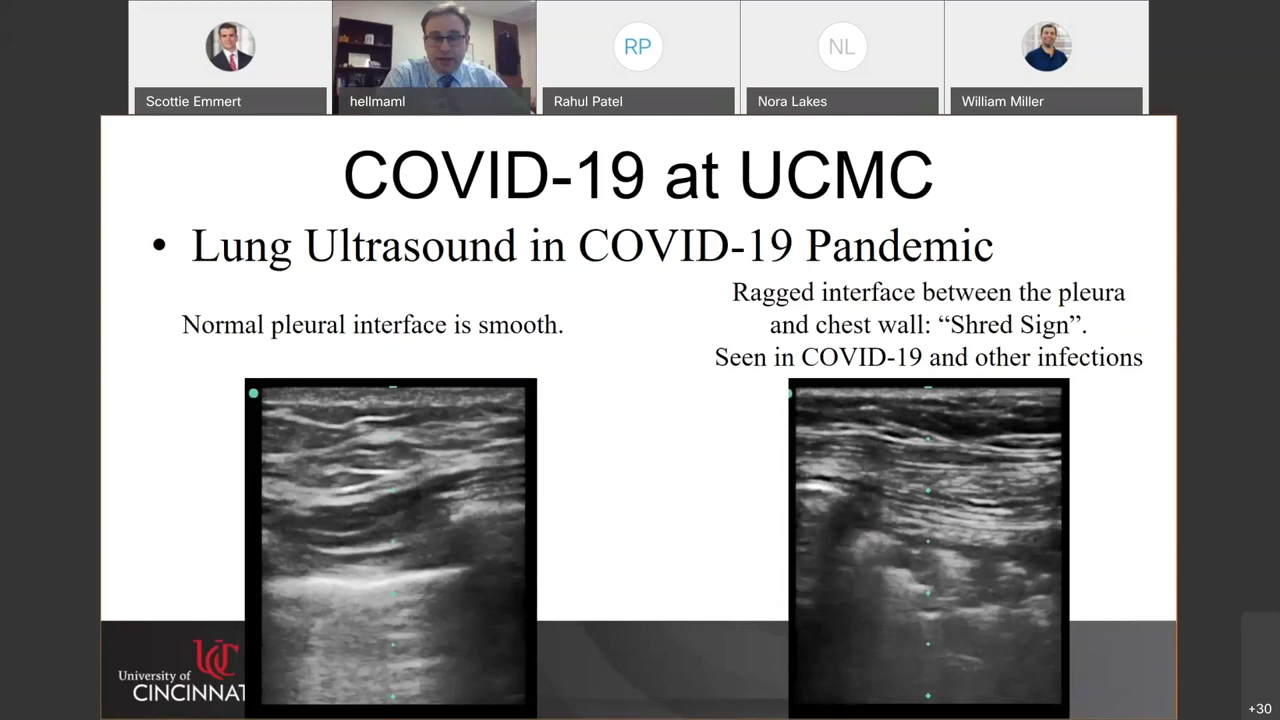 RP
NL
Scottie Emmert
hellmaml
Rahul Patel
Nora Lakes
William Miller
COVID-19 at UCMC
• Lung Ultrasound in COVID-19 Pandemic
Normal pleural interface is smooth.
Ragged interface between the pleura
and chest wall: “Shred Sign”.
Seen in COVID-19 and other infections
UC
University of
CINCINNAT
+30